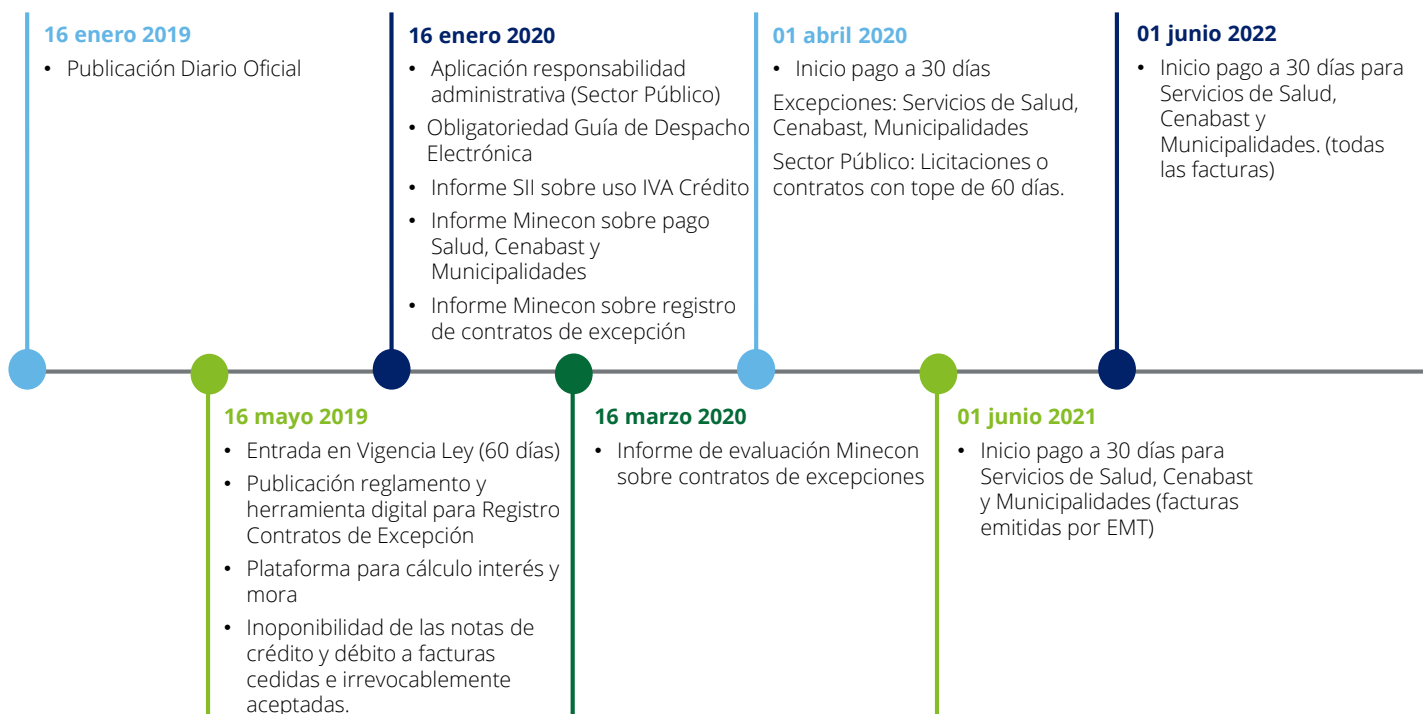 16 enero 2019
• Publicación Diario Oficial
16 enero 2020
• Aplicación responsabilidad
administrativa (Sector Público)
• Obligatoriedad Guía de Despacho
Electrónica
• Informe SII sobre uso IVA Crédito
• Informe Minecon sobre pago
Salud, Cenabast y
Municipalidades
• Informe Minecon sobre registro
de contratos de excepción
01 abril 2020
• Inicio pago a 30 días
Excepciones: Servicios de Salud,
Cenabast, Municipalidades
Sector Público: Licitaciones o
contratos con tope de 60 días.
01 junio 2022
• Inicio pago a 30 días para
Servicios de Salud,
Cenabast y
Municipalidades. (todas
las facturas)
16 mayo 2019
• Entrada en Vigencia Ley (60 días)
• Publicación reglamento y
herramienta digital para Registro
Contratos de Excepción
• Plataforma para cálculo interés y
mora
• Inoponibilidad de las notas de
crédito y débito a facturas
cedidas e irrevocablemente
aceptadas.
16 marzo 2020
• Informe de evaluación Minecon
sobre contratos de excepciones
01 junio 2021
• Inicio pago a 30 días para
Servicios de Salud, Cenabast
y Municipalidades (facturas
emitidas por EMT)